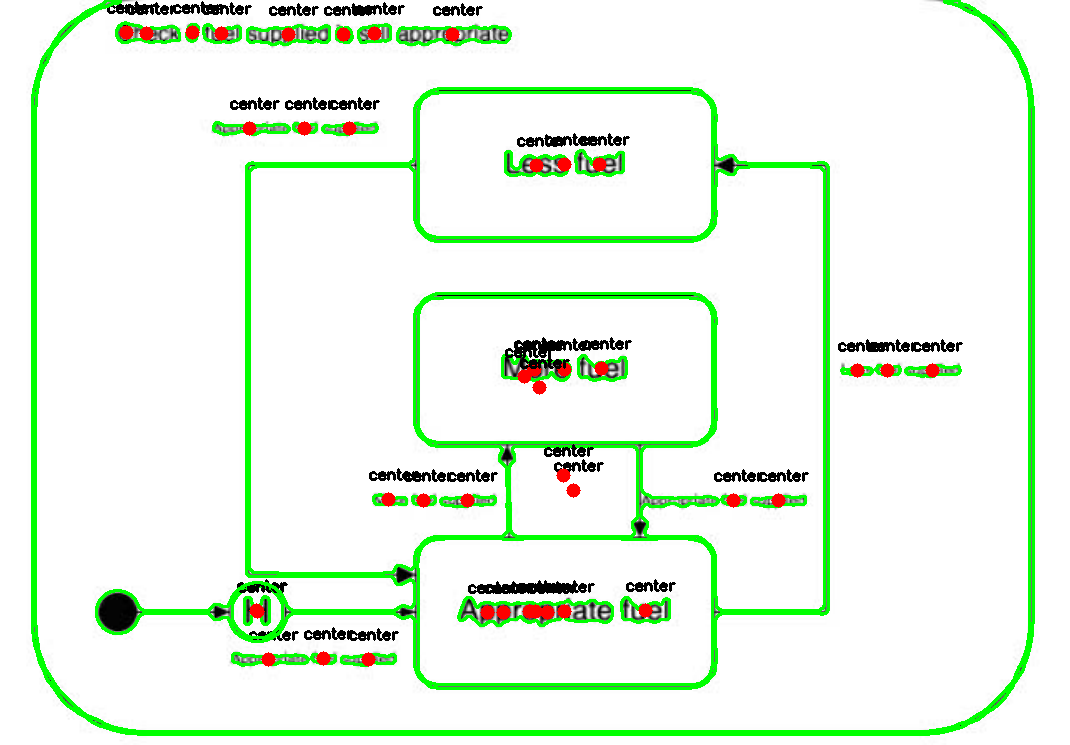 center center center center center center center center
Check if fuel supplied is still appropriate
center center center
Appropriate fuel supplied
center center center
Less fuel
center center center
center
center
More fuel
center center center
Less fuel supplied
center
center
center center center
supplied
center center
Appropriate fuel supplied
center
H
center center center center center center
Appropriate fuel
center center center
Appropriate fuel supplied